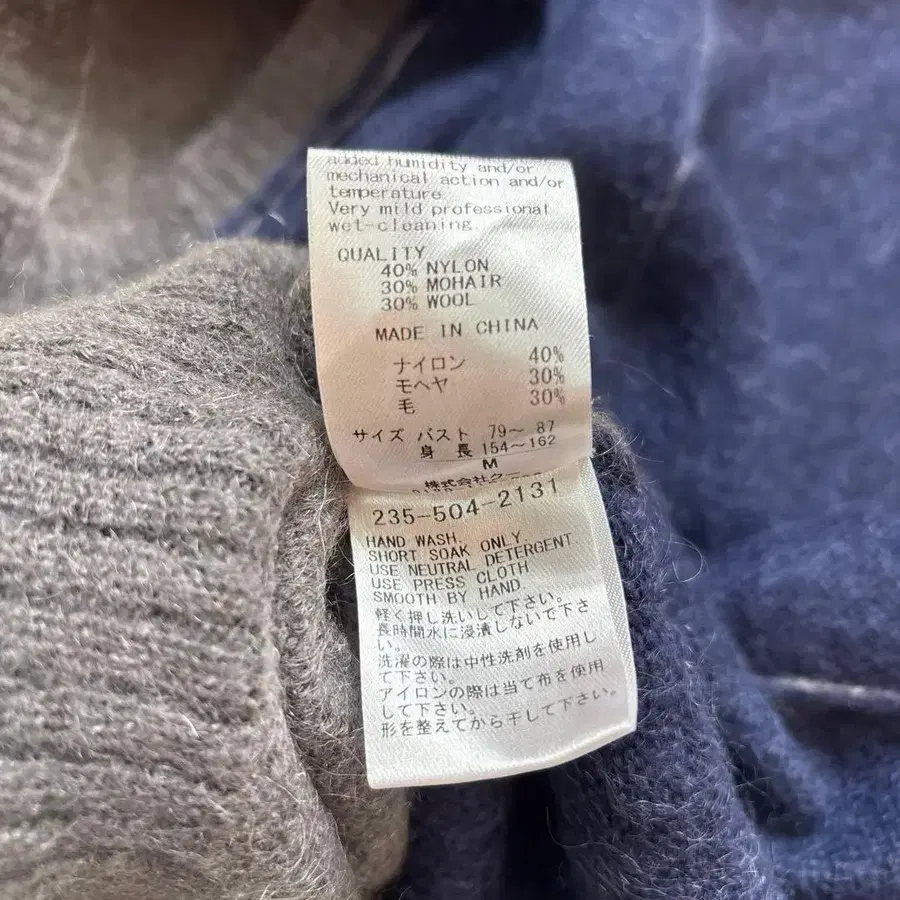 added humidity and/or
mechanical action and/or
temperature
Very mild professional
wet-cleaning
QUALITY
40% NYLON
30% MOHAIR
30% WOOL
MADE IN CHINA
ナイロン 40%
モヘヤ 30%
毛 30%
サイズ バスト 79〜 87
身 長 154〜162
M
株式会社
235-504-2131
HAND WASH.
SHORT SOAK ONLY.
USE NEUTRAL DETERGENT.
USE PRESS CLOTH
SMOOTH BY HAND.
軽く押し洗いして下さい。
長時間水に浸漬しないで下さ
い。
洗濯の際は中性洗剤を使用し
て下さい。
アイロンの際は当て布を使用
して下さい。
形を整えてから干して下さい。